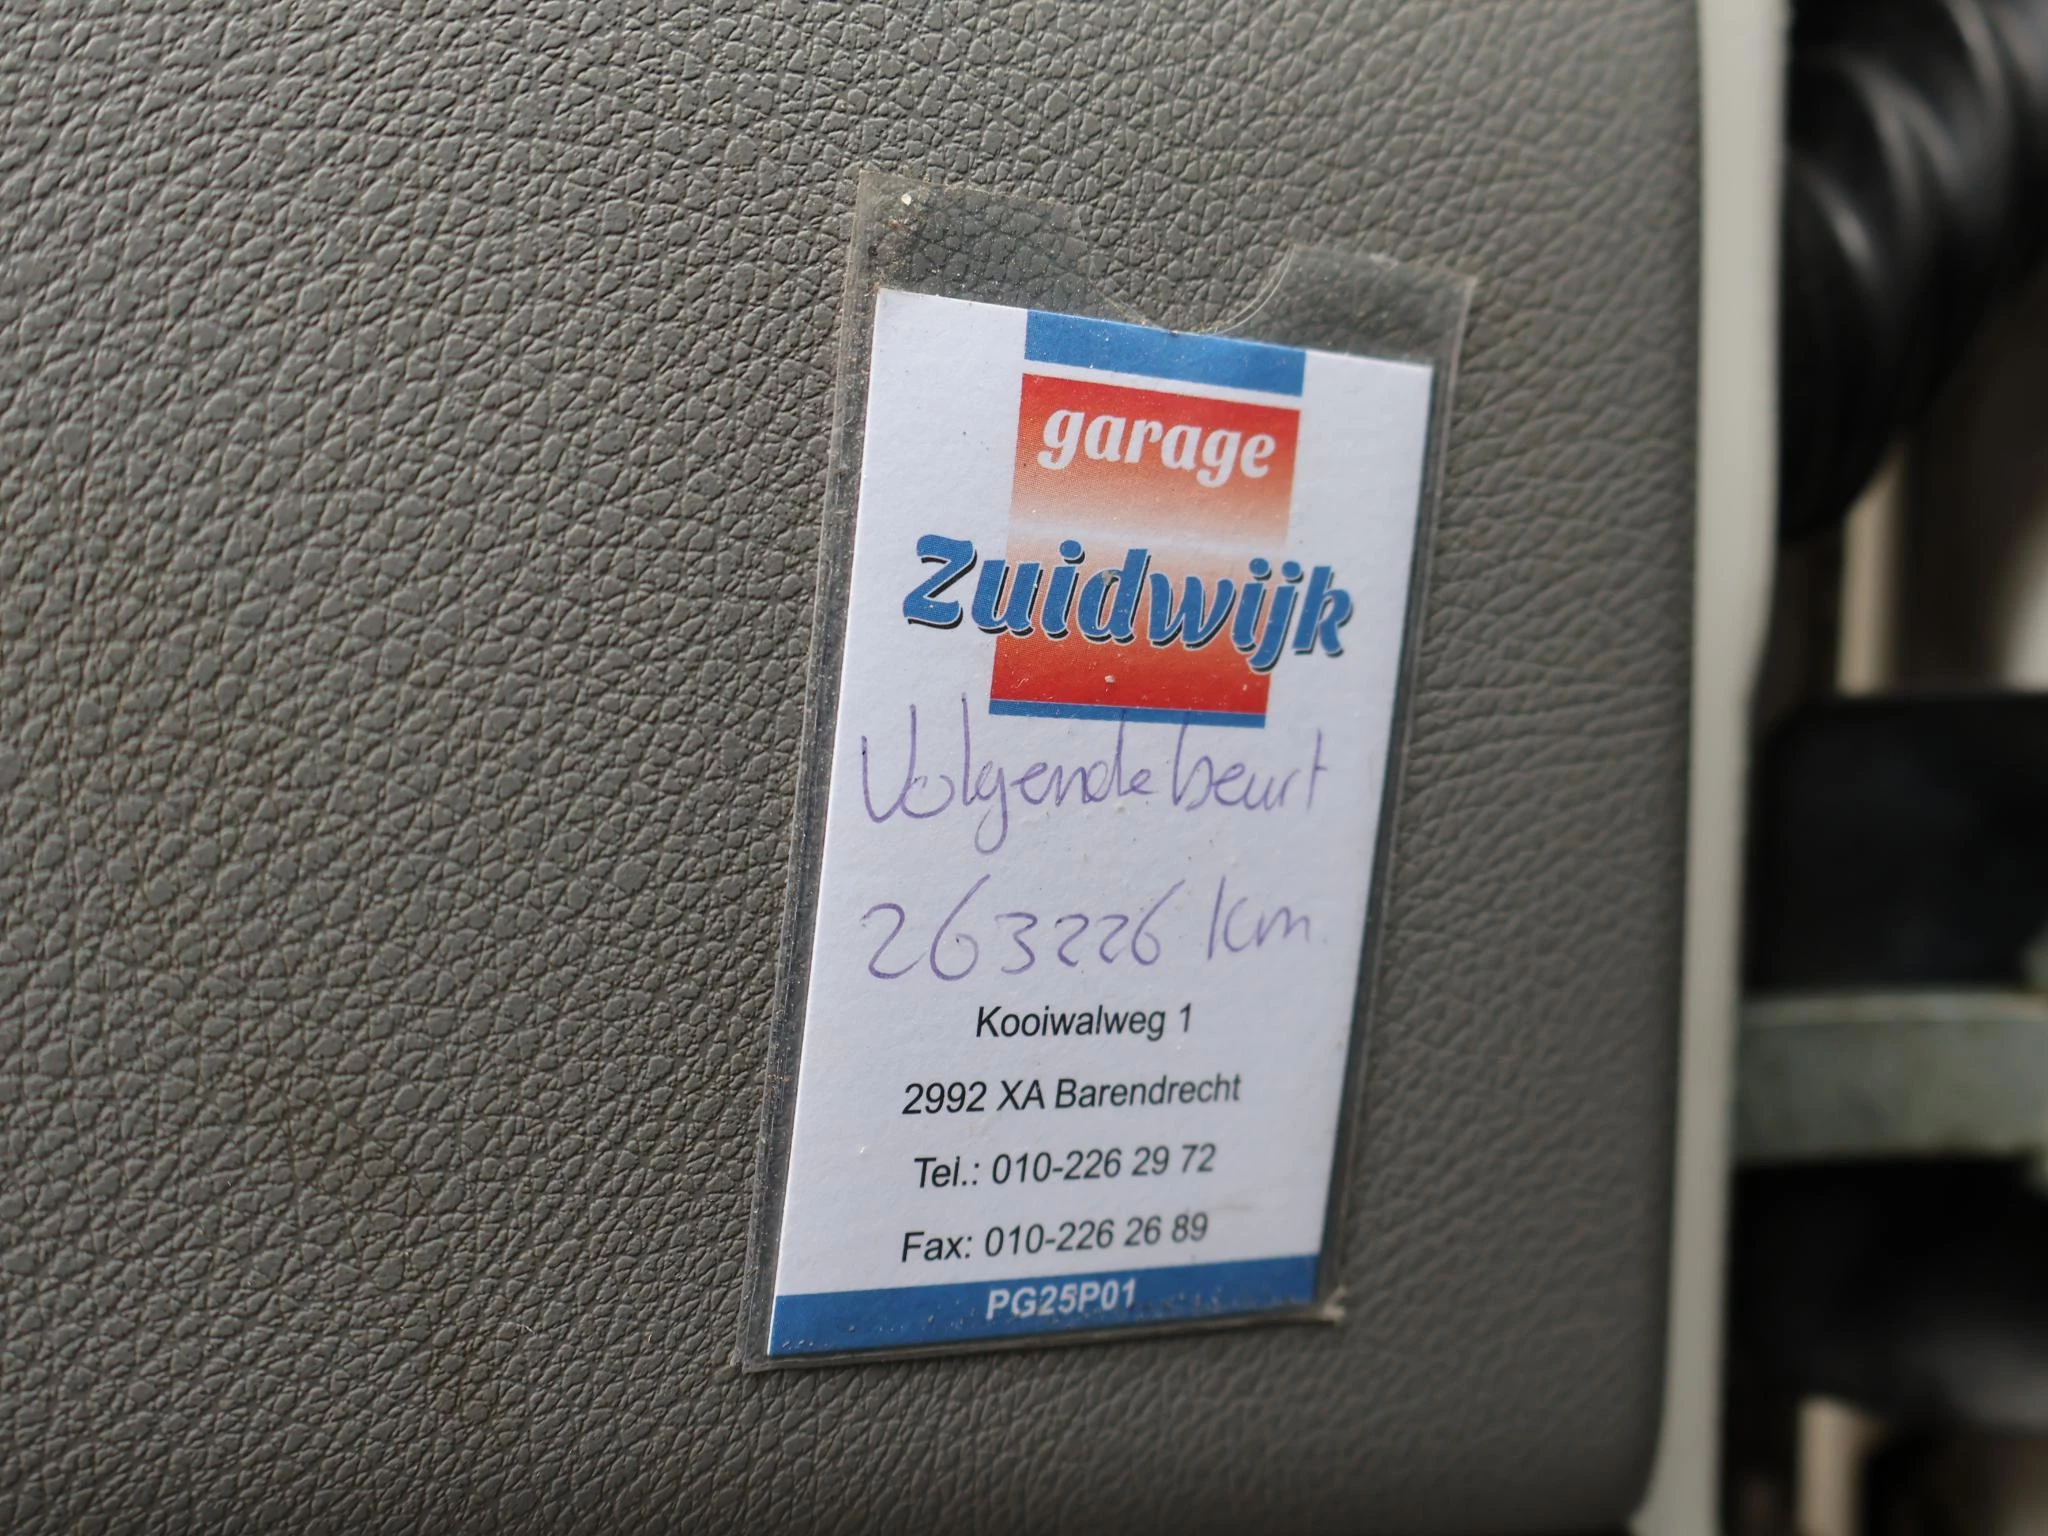 garage
Zuidwijk
Volgende beurt
263226 km.
Kooiwalweg 1
2992 XA Barendrecht
Tel.: 010-226 29 72
Fax: 010-226 26 89
PG25P01